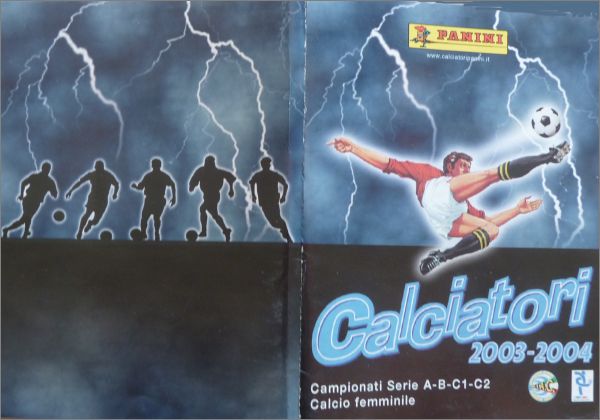 PANINI
www.calciatoripanini.it
Calciatori
2003-2004
Campionati Serie A-B-C1-C2
Calcio femminile